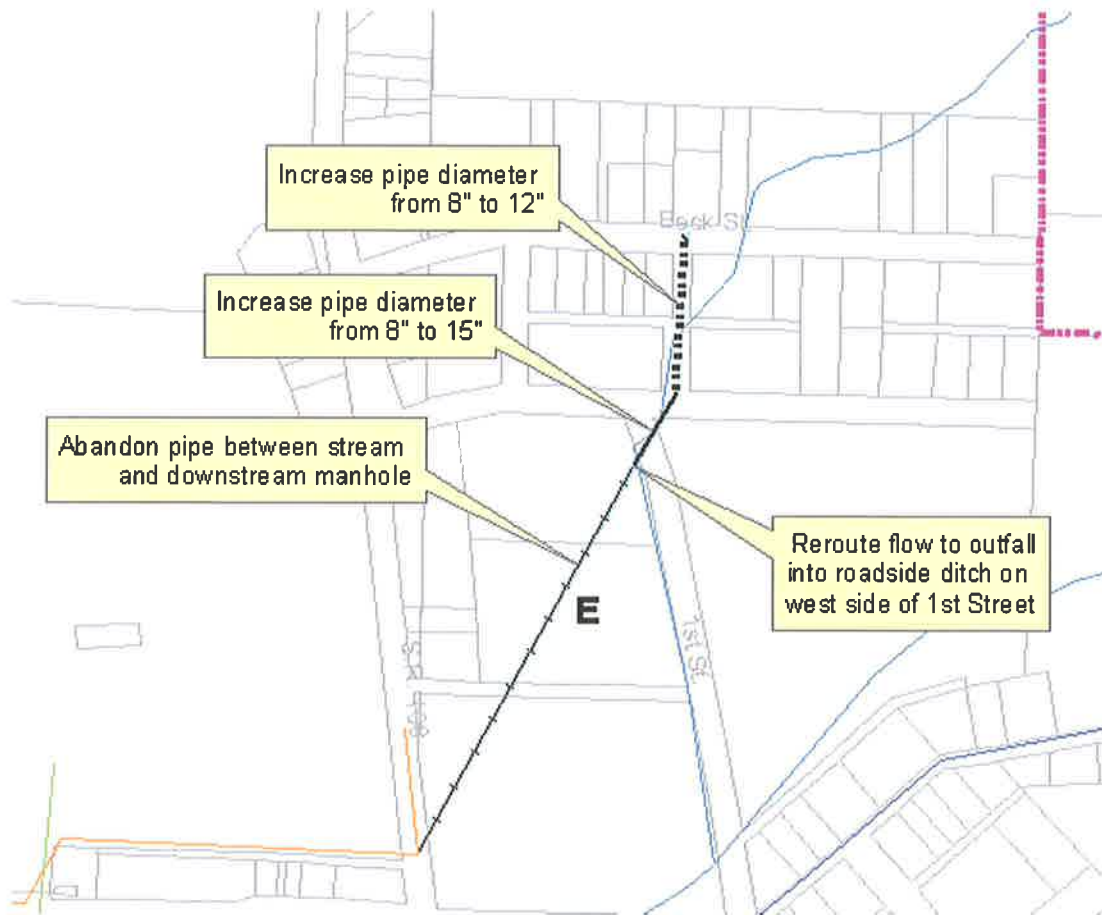 Increase pipe diameter
from 8" to 12"
Beck St
Increase pipe diameter
from 8" to 15"
Abandon pipe between stream
and downstream manhole
Reroute flow to outfall
into roadside ditch on
west side of 1st Street
E
1st St